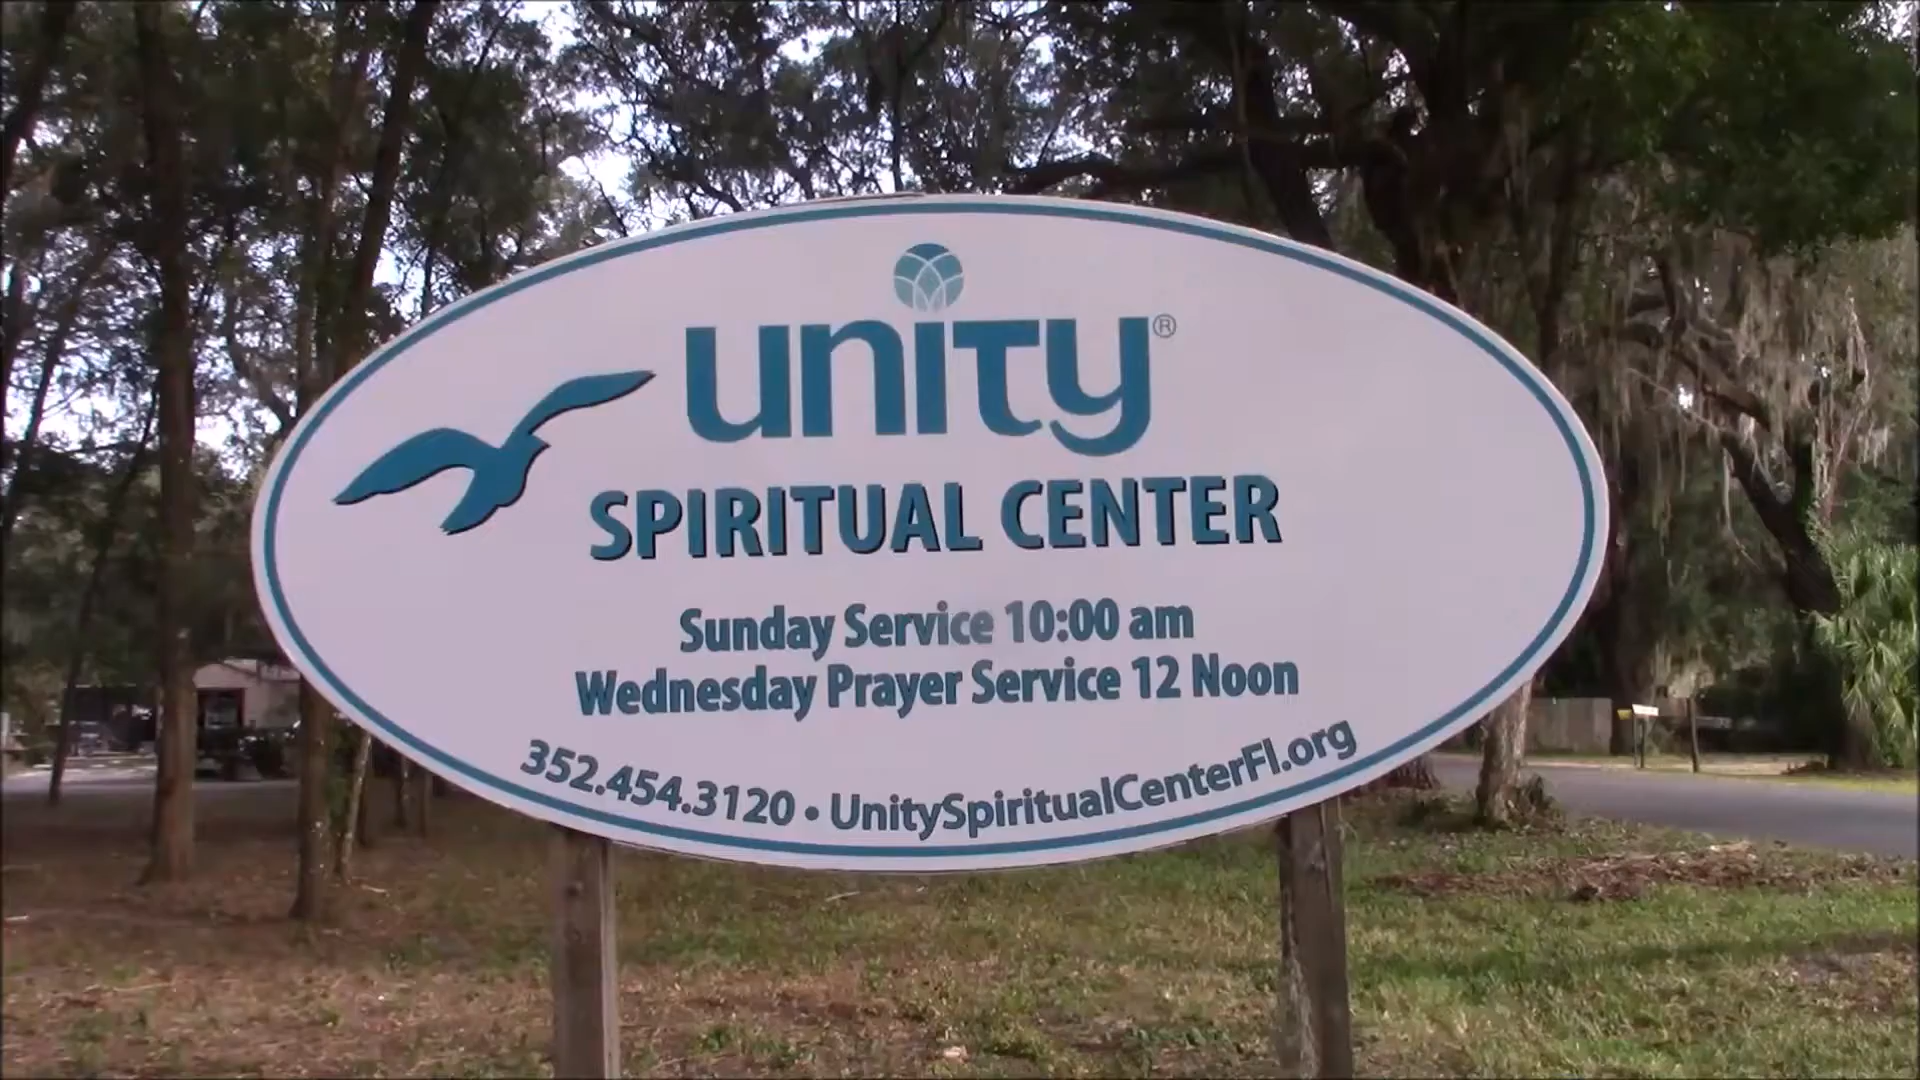 unity®
SPIRITUAL CENTER
Sunday Service 10:00 am
Wednesday Prayer Service 12 Noon
352.454.3120 • UnitySpiritualCenterFl.org